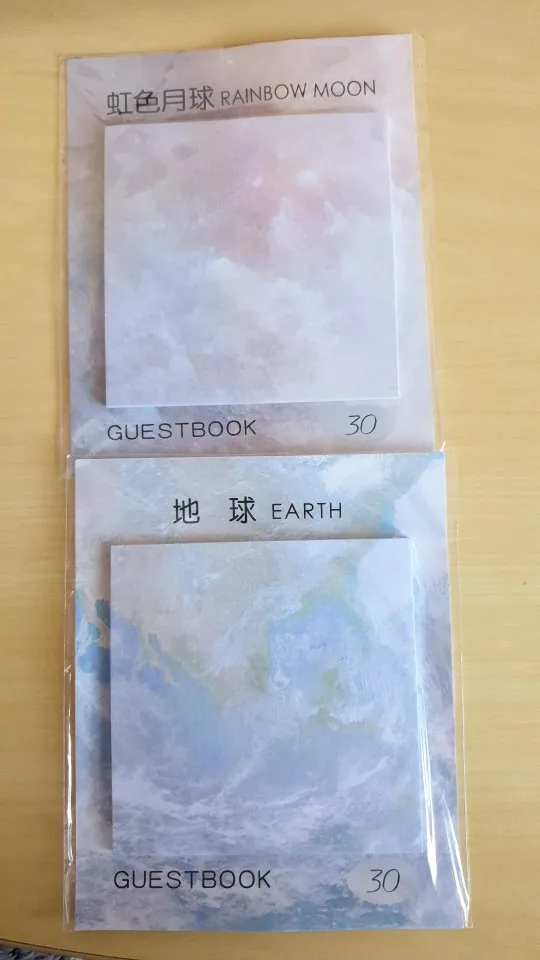 虹色月球 RAINBOW MOON
GUESTBOOK 30
地 球 EARTH
GUESTBOOK 30